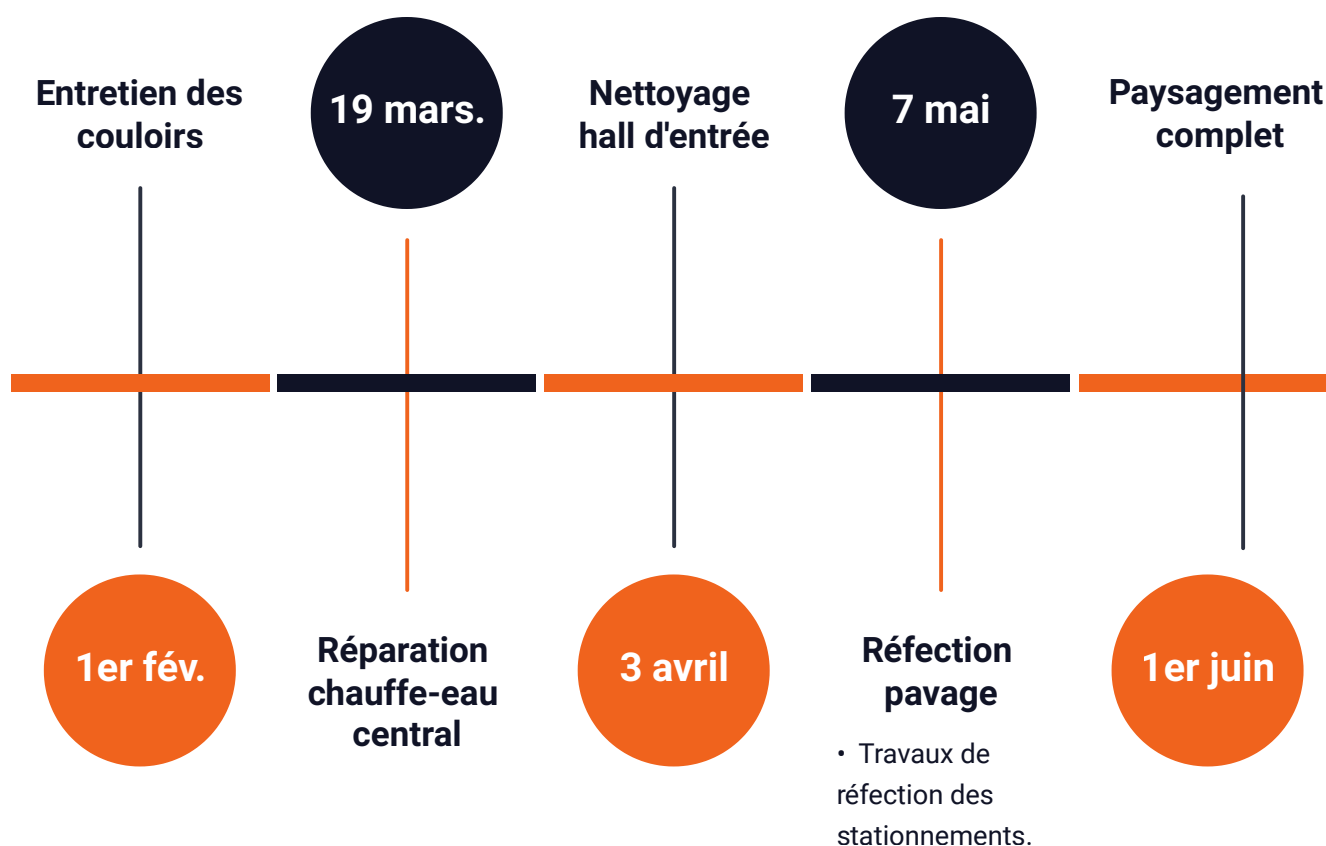 Entretien des
couloirs
1er fév.
19 mars.
Réparation
chauffe-eau
central
Nettoyage
hall d'entrée
3 avril
7 mai
Réfection
pavage
• Travaux de
réfection des
stationnements.
Paysagement
complet
1er juin